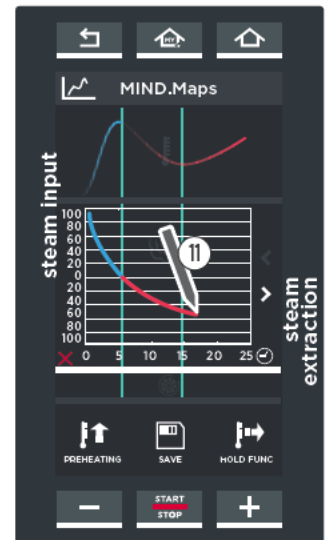 MY
MIND.Maps
steam input
100
80
60
40
20
0
20
40
60
80
100
11
0 5 10 15 20 25
steam
extraction
PREHEATING SAVE HOLD FUNC
START
STOP